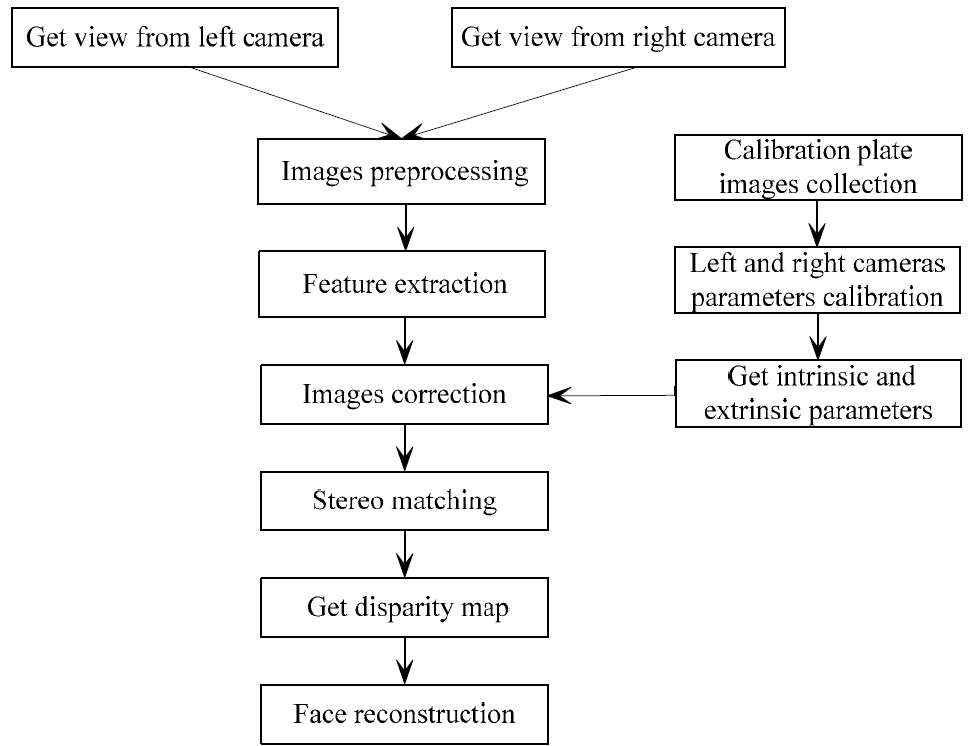 Get view from left camera
Get view from right camera
Images preprocessing
Feature extraction
Images correction
Stereo matching
Get disparity map
Face reconstruction
Calibration plate
images collection
Left and right cameras
parameters calibration
Get intrinsic and
extrinsic parameters